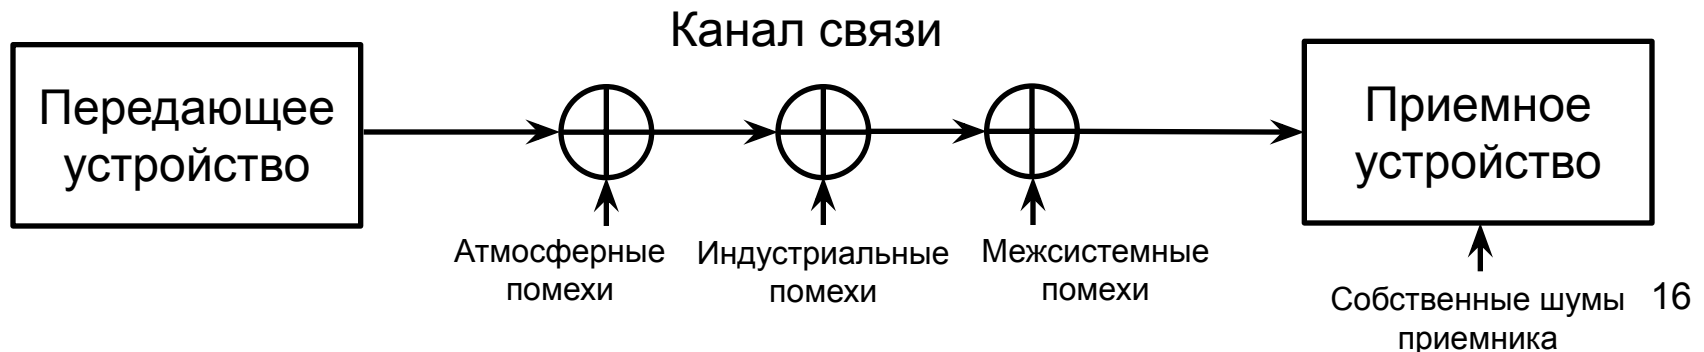 Канал связи
Передающее
устройство
Приемное
устройство
Атмосферные
помехи
Индустриальные
помехи
Межсистемные
помехи
Собственные шумы
приемника
16